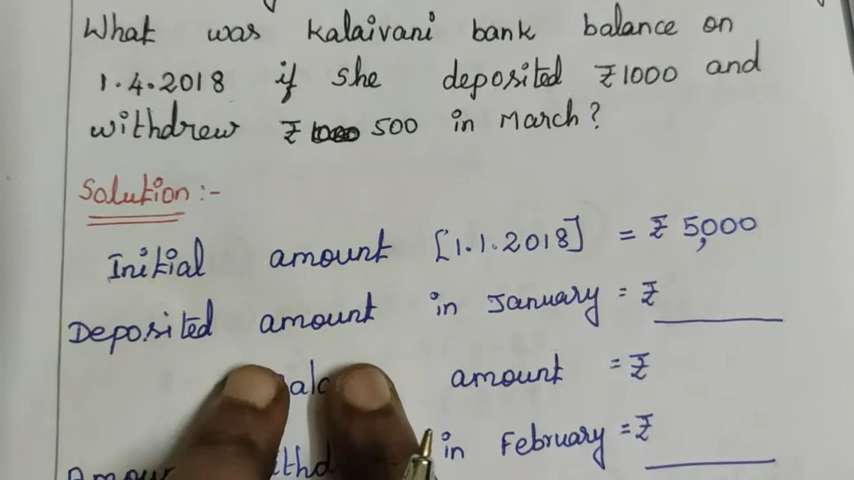 What was Kalaivani bank balance on
1.4.2018 if she deposited ₹1000 and
withdrew ₹ 500 in March?
Solution :-
Initial amount [1.1.2018] = ₹ 5,000
Deposited amount in January = ₹
amount = ₹
in February = ₹